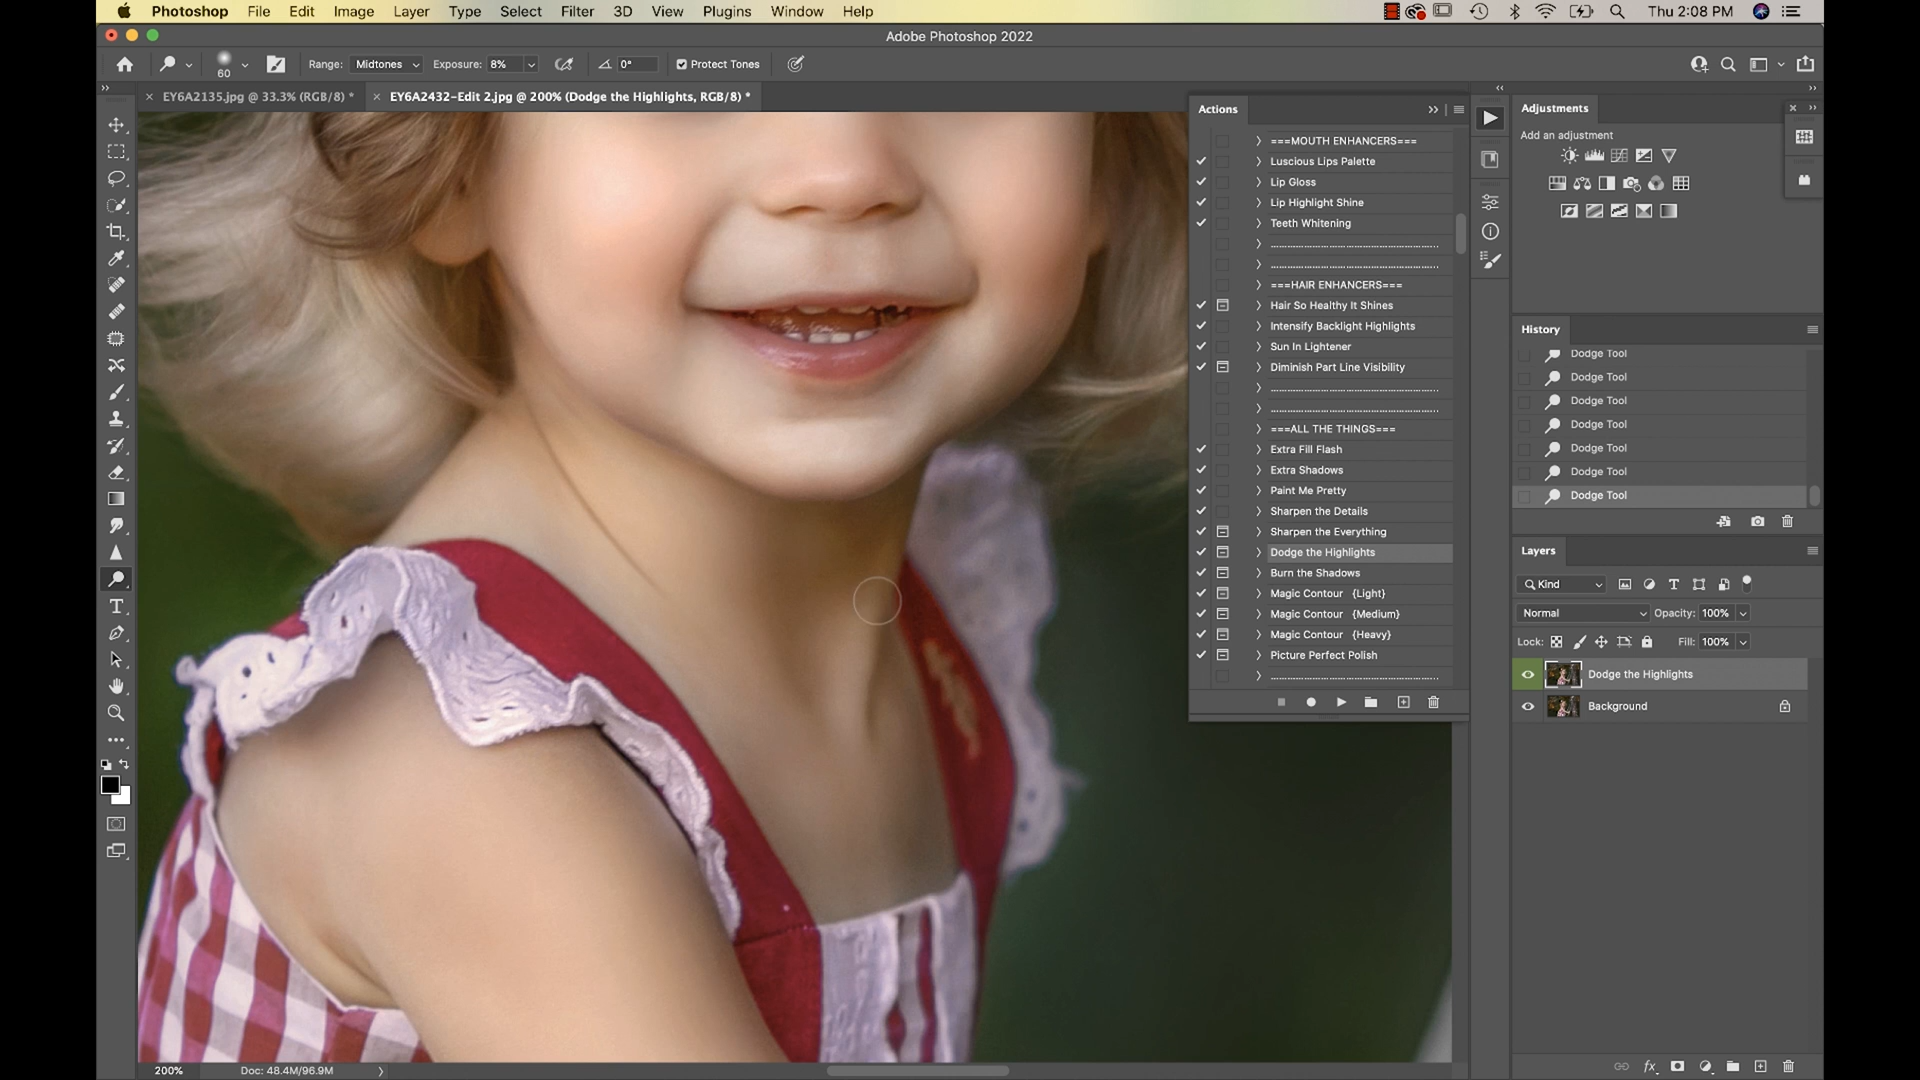 Photoshop File Edit Image Layer Type Select Filter 3D View Plugins Window Help Thu 2:08 PM
Adobe Photoshop 2022
60 Range: Midtones Exposure: 8% 0° Protect Tones
EY6A2135.jpg @ 33.3% (RGB/8) * EY6A2432-Edit 2.jpg @ 200% (Dodge the Highlights, RGB/8) *
Actions
===MOUTH ENHANCERS===
Luscious Lips Palette
Lip Gloss
Lip Highlight Shine
Teeth Whitening
===HAIR ENHANCERS===
Hair So Healthy It Shines
Intensify Backlight Highlights
Sun In Lightener
Diminish Part Line Visibility
===ALL THE THINGS===
Extra Fill Flash
Extra Shadows
Paint Me Pretty
Sharpen the Details
Sharpen the Everything
Dodge the Highlights
Burn the Shadows
Magic Contour {Light}
Magic Contour {Medium}
Magic Contour {Heavy}
Picture Perfect Polish
Adjustments
Add an adjustment
History
Dodge Tool
Dodge Tool
Dodge Tool
Dodge Tool
Dodge Tool
Dodge Tool
Dodge Tool
Layers
Kind
Normal Opacity: 100%
Lock: Fill: 100%
Dodge the Highlights
Background
200% Doc: 48.4M/96.9M